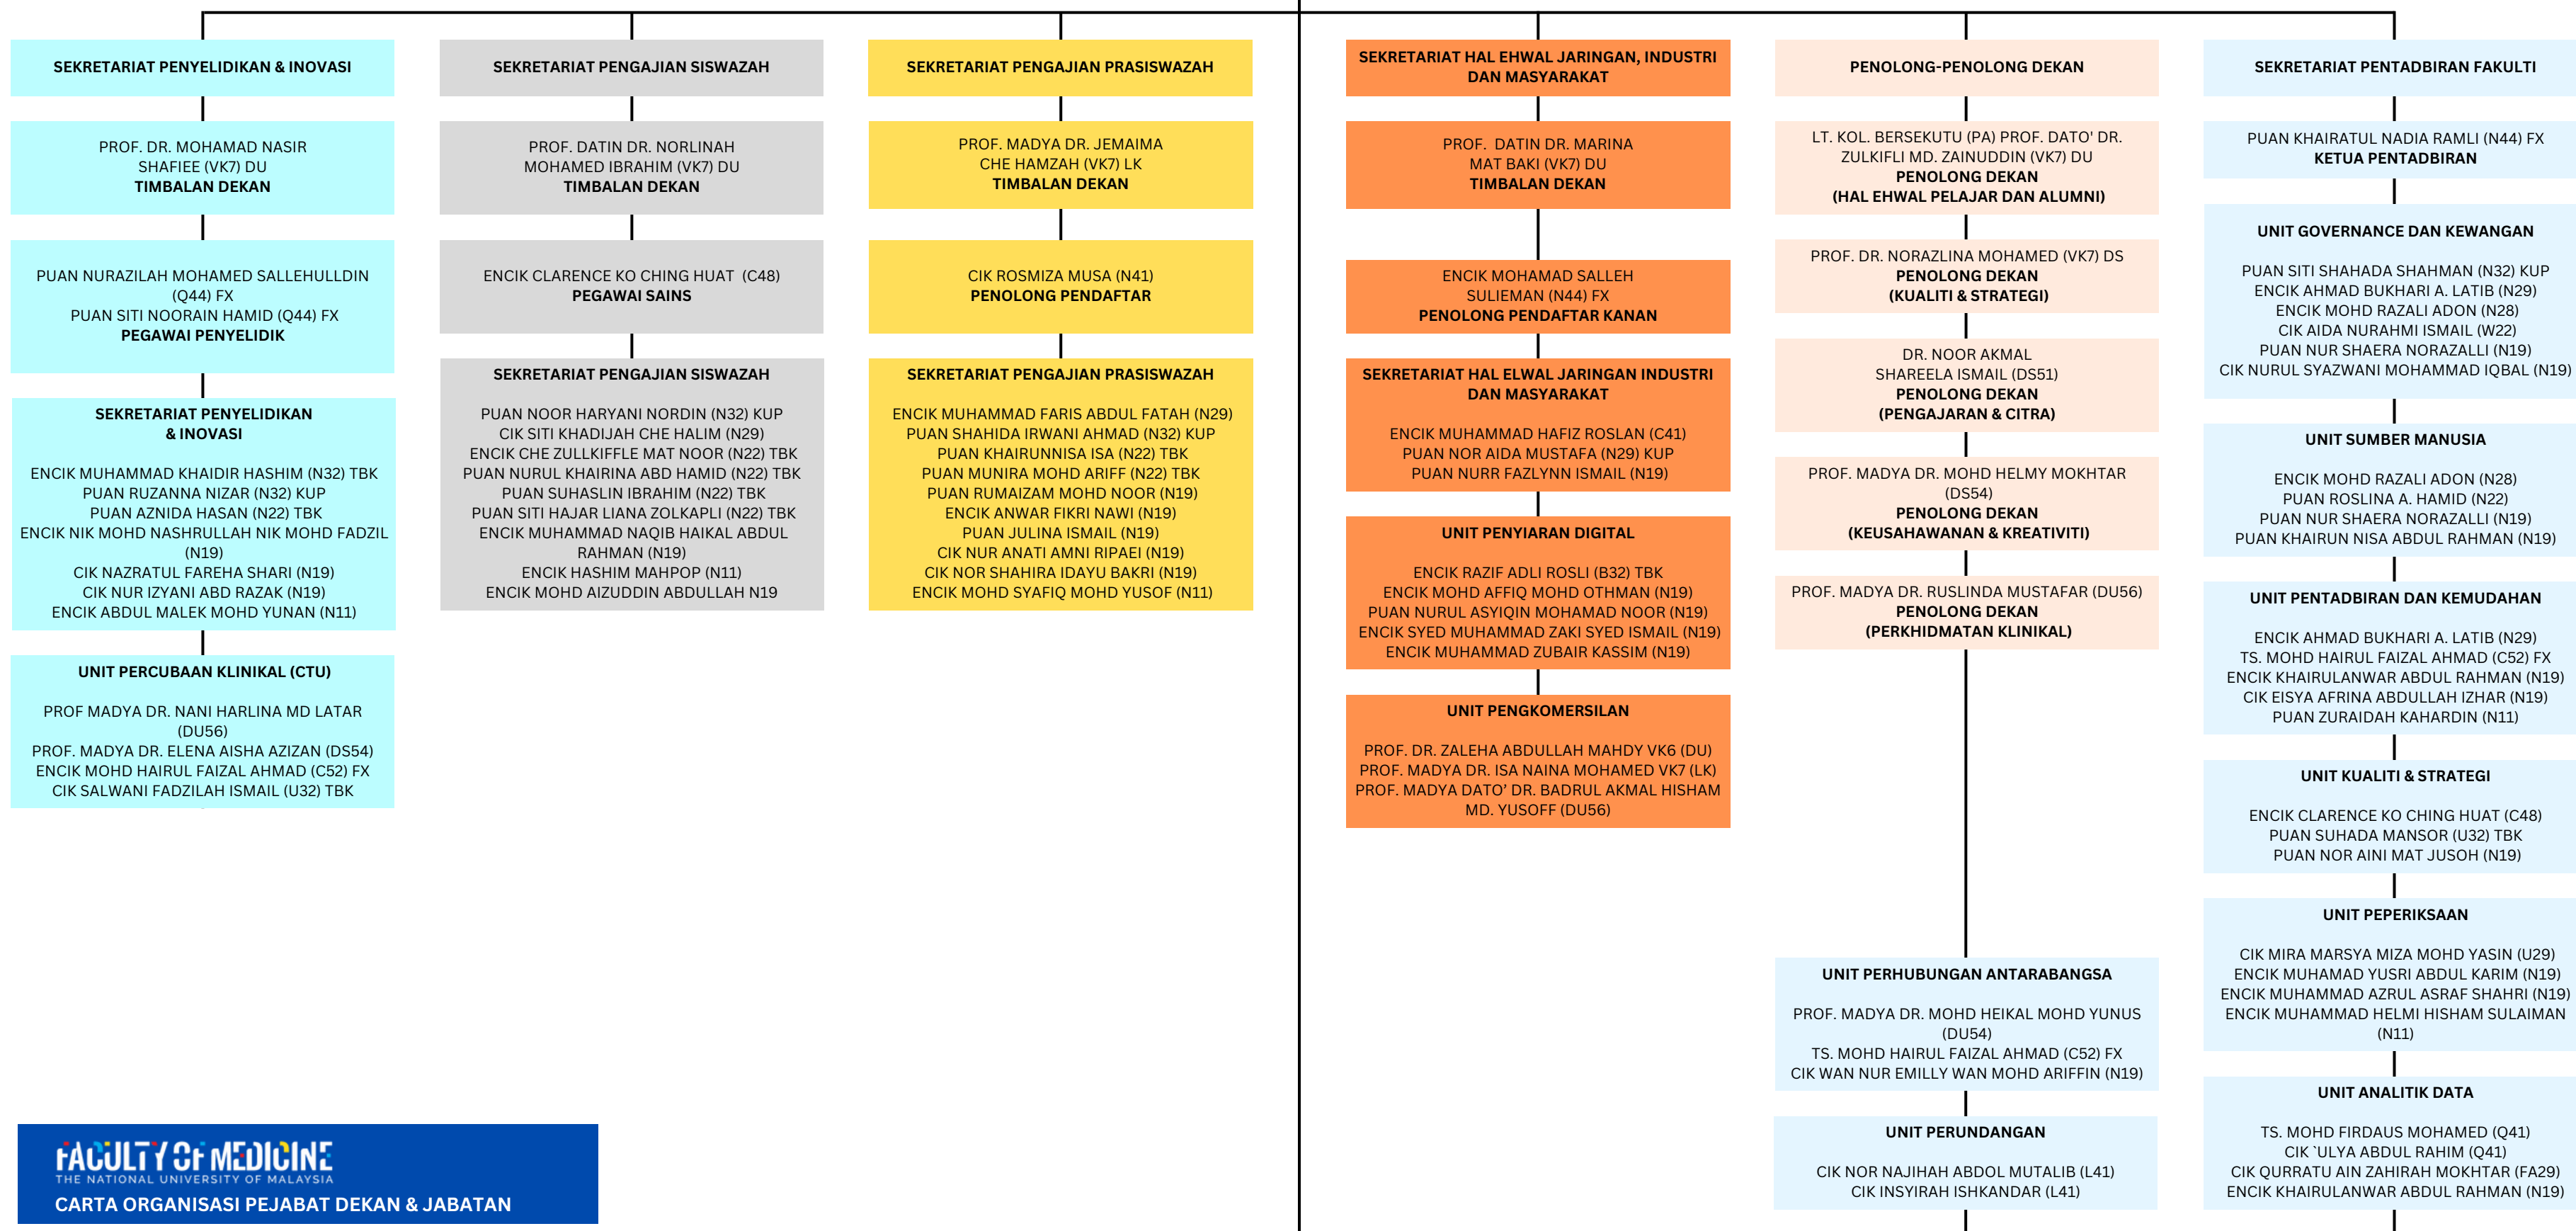 SEKRETARIAT PENYELIDIKAN & INOVASI
PROF. DR. MOHAMAD NASIR
SHAFIEE (VK7) DU
TIMBALAN DEKAN
PUAN NURAZILAH MOHAMED SALLEHULLDIN
(Q44) FX
PUAN SITI NOORAIN HAMID (Q44) FX
PEGAWAI PENYELIDIK
SEKRETARIAT PENYELIDIKAN
& INOVASI
ENCIK MUHAMMAD KHAIDIR HASHIM (N32) TBK
PUAN RUZANNA NIZAR (N32) KUP
PUAN AZNIDA HASAN (N22) TBK
ENCIK NIK MOHD NASHRULLAH NIK MOHD FADZIL
(N19)
CIK NAZRATUL FAREHA SHARI (N19)
CIK NUR IZYANI ABD RAZAK (N19)
ENCIK ABDUL MALEK MOHD YUNAN (N11)
UNIT PERCUBAAN KLINIKAL (CTU)
PROF MADYA DR. NANI HARLINA MD LATAR
(DU56)
PROF. MADYA DR. ELENA AISHA AZIZAN (DS54)
ENCIK MOHD HAIRUL FAIZAL AHMAD (C52) FX
CIK SALWANI FADZILAH ISMAIL (U32) TBK
SEKRETARIAT PENGAJIAN SISWAZAH
PROF. DATIN DR. NORLINAH
MOHAMED IBRAHIM (VK7) DU
TIMBALAN DEKAN
ENCIK CLARENCE KO CHING HUAT (C48)
PEGAWAI SAINS
SEKRETARIAT PENGAJIAN SISWAZAH
PUAN NOOR HARYANI NORDIN (N32) KUP
CIK SITI KHADIJAH CHE HALIM (N29)
ENCIK CHE ZULLKIFFLE MAT NOOR (N22) TBK
PUAN NURUL KHAIRINA ABD HAMID (N22) TBK
PUAN SUHASLIN IBRAHIM (N22) TBK
PUAN SITI HAJAR LIANA ZOLKAPLI (N22) TBK
ENCIK MUHAMMAD NAQIB HAIKAL ABDUL
RAHMAN (N19)
ENCIK HASHIM MAHPOP (N11)
ENCIK MOHD AIZUDDIN ABDULLAH N19
SEKRETARIAT PENGAJIAN PRASISWAZAH
PROF. MADYA DR. JEMAIMA
CHE HAMZAH (VK7) LK
TIMBALAN DEKAN
CIK ROSMIZA MUSA (N41)
PENOLONG PENDAFTAR
SEKRETARIAT PENGAJIAN PRASISWAZAH
ENCIK MUHAMMAD FARIS ABDUL FATAH (N29)
PUAN SHAHIDA IRWANI AHMAD (N32) KUP
PUAN KHAIRUNNISA ISA (N22) TBK
PUAN MUNIRA MOHD ARIFF (N22) TBK
PUAN RUMAIZAM MOHD NOOR (N19)
ENCIK ANWAR FIKRI NAWI (N19)
PUAN JULINA ISMAIL (N19)
CIK NUR ANATI AMNI RIPAEI (N19)
CIK NOR SHAHIRA IDAYU BAKRI (N19)
ENCIK MOHD SYAFIQ MOHD YUSOF (N11)
SEKRETARIAT HAL EHWAL JARINGAN, INDUSTRI
DAN MASYARAKAT
PROF. DATIN DR. MARINA
MAT BAKI (VK7) DU
TIMBALAN DEKAN
ENCIK MOHAMAD SALLEH
SULIEMAN (N44) FX
PENOLONG PENDAFTAR KANAN
SEKRETARIAT HAL ELWAL JARINGAN INDUSTRI
DAN MASYARAKAT
ENCIK MUHAMMAD HAFIZ ROSLAN (C41)
PUAN NOR AIDA MUSTAFA (N29) KUP
PUAN NURR FAZLYNN ISMAIL (N19)
UNIT PENYIARAN DIGITAL
ENCIK RAZIF ADLI ROSLI (B32) TBK
ENCIK MOHD AFFIQ MOHD OTHMAN (N19)
PUAN NURUL ASYIQIN MOHAMAD NOOR (N19)
ENCIK SYED MUHAMMAD ZAKI SYED ISMAIL (N19)
ENCIK MUHAMMAD ZUBAIR KASSIM (N19)
UNIT PENGKOMERSILAN
PROF. DR. ZALEHA ABDULLAH MAHDY VK6 (DU)
PROF. MADYA DR. ISA NAINA MOHAMED VK7 (LK)
PROF. MADYA DATO’ DR. BADRUL AKMAL HISHAM
MD. YUSOFF (DU56)
PENOLONG-PENOLONG DEKAN
LT. KOL. BERSEKUTU (PA) PROF. DATO' DR.
ZULKIFLI MD. ZAINUDDIN (VK7) DU
PENOLONG DEKAN
(HAL EHWAL PELAJAR DAN ALUMNI)
PROF. DR. NORAZLINA MOHAMED (VK7) DS
PENOLONG DEKAN
(KUALITI & STRATEGI)
DR. NOOR AKMAL
SHAREELA ISMAIL (DS51)
PENOLONG DEKAN
(PENGAJARAN & CITRA)
PROF. MADYA DR. MOHD HELMY MOKHTAR
(DS54)
PENOLONG DEKAN
(KEUSAHAWANAN & KREATIVITI)
PROF. MADYA DR. RUSLINDA MUSTAFAR (DU56)
PENOLONG DEKAN
(PERKHIDMATAN KLINIKAL)
UNIT PERHUBUNGAN ANTARABANGSA
PROF. MADYA DR. MOHD HEIKAL MOHD YUNUS
(DU54)
TS. MOHD HAIRUL FAIZAL AHMAD (C52) FX
CIK WAN NUR EMILLY WAN MOHD ARIFFIN (N19)
UNIT PERUNDANGAN
CIK NOR NAJIHAH ABDOL MUTALIB (L41)
CIK INSYIRAH ISHKANDAR (L41)
SEKRETARIAT PENTADBIRAN FAKULTI
PUAN KHAIRATUL NADIA RAMLI (N44) FX
KETUA PENTADBIRAN
UNIT GOVERNANCE DAN KEWANGAN
PUAN SITI SHAHADA SHAHMAN (N32) KUP
ENCIK AHMAD BUKHARI A. LATIB (N29)
ENCIK MOHD RAZALI ADON (N28)
CIK AIDA NURAHMI ISMAIL (W22)
PUAN NUR SHAERA NORAZALLI (N19)
CIK NURUL SYAZWANI MOHAMMAD IQBAL (N19)
UNIT SUMBER MANUSIA
ENCIK MOHD RAZALI ADON (N28)
PUAN ROSLINA A. HAMID (N22)
PUAN NUR SHAERA NORAZALLI (N19)
PUAN KHAIRUN NISA ABDUL RAHMAN (N19)
UNIT PENTADBIRAN DAN KEMUDAHAN
ENCIK AHMAD BUKHARI A. LATIB (N29)
TS. MOHD HAIRUL FAIZAL AHMAD (C52) FX
ENCIK KHAIRULANWAR ABDUL RAHMAN (N19)
CIK EISYA AFRINA ABDULLAH IZHAR (N19)
PUAN ZURAIDAH KAHARDIN (N11)
UNIT KUALITI & STRATEGI
ENCIK CLARENCE KO CHING HUAT (C48)
PUAN SUHADA MANSOR (U32) TBK
PUAN NOR AINI MAT JUSOH (N19)
UNIT PEPERIKSAAN
CIK MIRA MARSYA MIZA MOHD YASIN (U29)
ENCIK MUHAMAD YUSRI ABDUL KARIM (N19)
ENCIK MUHAMMAD AZRUL ASRAF SHAHRI (N19)
ENCIK MUHAMMAD HELMI HISHAM SULAIMAN
(N11)
UNIT ANALITIK DATA
TS. MOHD FIRDAUS MOHAMED (Q41)
CIK `ULYA ABDUL RAHIM (Q41)
CIK QURRATU AIN ZAHIRAH MOKHTAR (FA29)
ENCIK KHAIRULANWAR ABDUL RAHMAN (N19)
FACULTY OF MEDICINE
THE NATIONAL UNIVERSITY OF MALAYSIA
CARTA ORGANISASI PEJABAT DEKAN & JABATAN